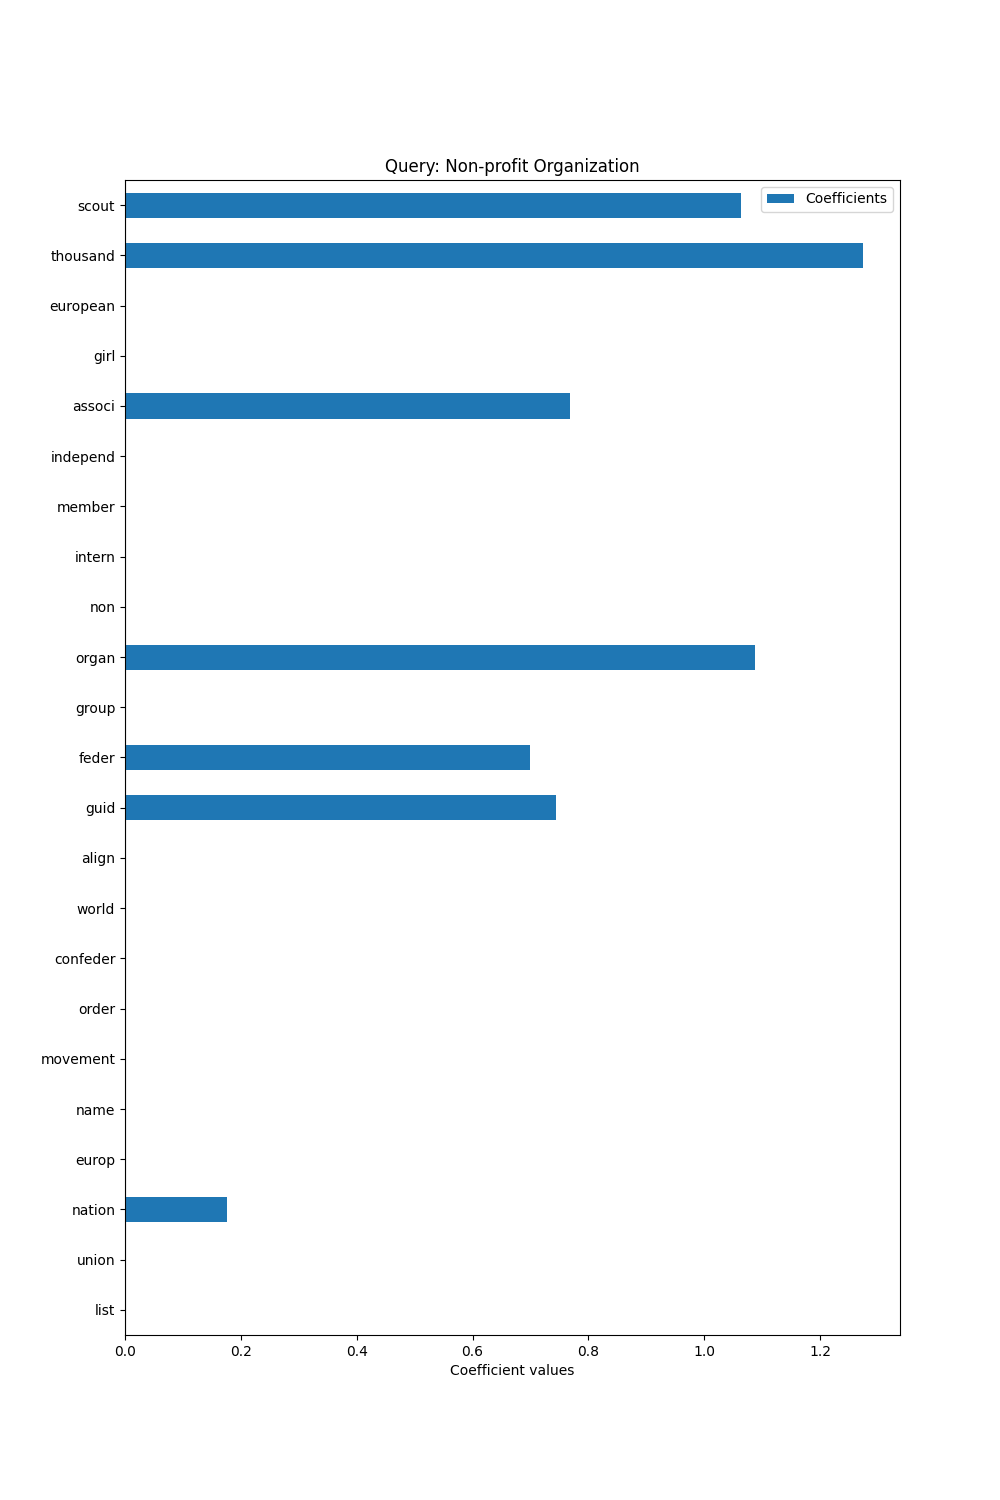 Query: Non-profit Organization
Coefficients
scout
thousand
european
girl
associ
independ
member
intern
non
organ
group
feder
guid
align
world
confeder
order
movement
name
europ
nation
union
list
0.0 0.2 0.4 0.6 0.8 1.0 1.2
Coefficient values